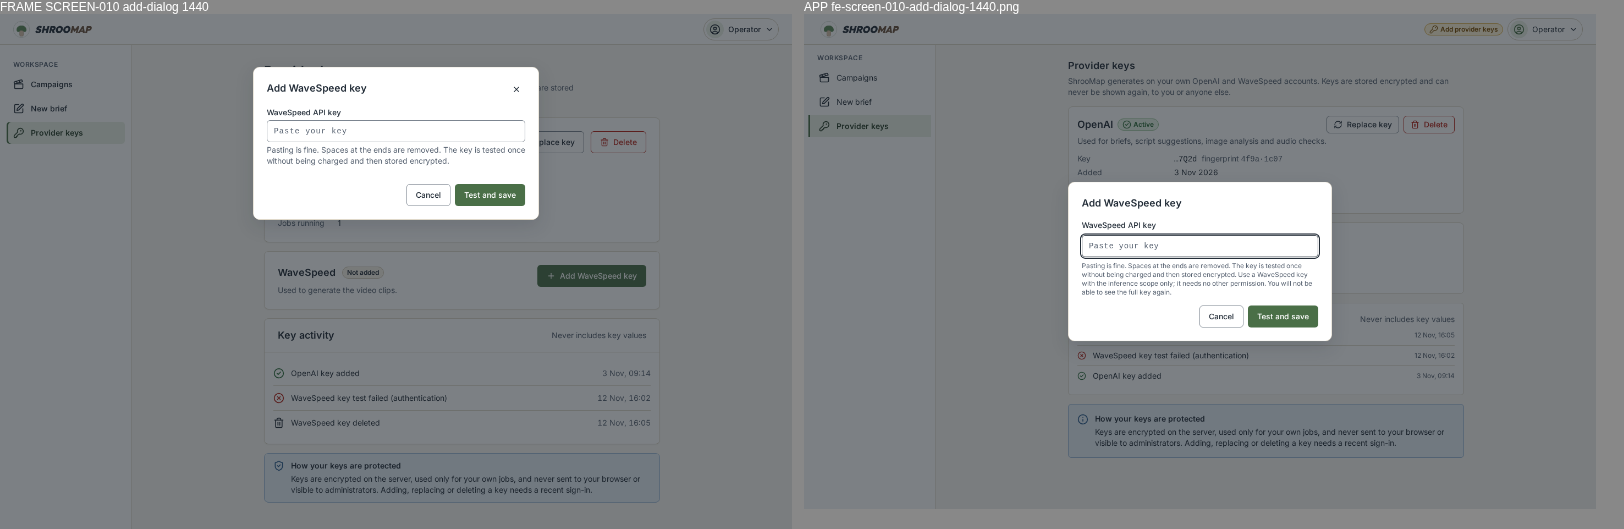 FRAME SCREEN-010 add-dialog 1440
SHROOMAP
Operator
WORKSPACE
Campaigns
New brief
Provider keys
Add WaveSpeed key
×
WaveSpeed API key
Paste your key
Pasting is fine. Spaces at the ends are removed. The key is tested once
without being charged and then stored encrypted.
Cancel
Test and save
are stored
place key
Delete
Jobs running 1
WaveSpeed Not added
+ Add WaveSpeed key
Used to generate the video clips.
Key activity
Never includes key values
OpenAI key added
3 Nov, 09:14
WaveSpeed key test failed (authentication)
12 Nov, 16:02
WaveSpeed key deleted
12 Nov, 16:05
How your keys are protected
Keys are encrypted on the server, used only for your own jobs, and never sent to your browser or
visible to administrators. Adding, replacing or deleting a key needs a recent sign-in.
APP fe-screen-010-add-dialog-1440.png
SHROOMAP
Add provider keys
Operator
WORKSPACE
Campaigns
New brief
Provider keys
Provider keys
ShrooMap generates on your own OpenAI and WaveSpeed accounts. Keys are stored encrypted and can
never be shown again, to you or anyone else.
OpenAI Active
Replace key
Delete
Used for briefs, script suggestions, image analysis and audio checks.
Key
…7Q2d fingerprint 4f9a·1c07
Added
3 Nov 2026
Add WaveSpeed key
WaveSpeed API key
Paste your key
Pasting is fine. Spaces at the ends are removed. The key is tested once
without being charged and then stored encrypted. Use a WaveSpeed key
with the inference scope only; it needs no other permission. You will not be
able to see the full key again.
Cancel
Test and save
Never includes key values
12 Nov, 16:05
WaveSpeed key test failed (authentication)
12 Nov, 16:02
OpenAI key added
3 Nov, 09:14
How your keys are protected
Keys are encrypted on the server, used only for your own jobs, and never sent to your browser or
visible to administrators. Adding, replacing or deleting a key needs a recent sign-in.